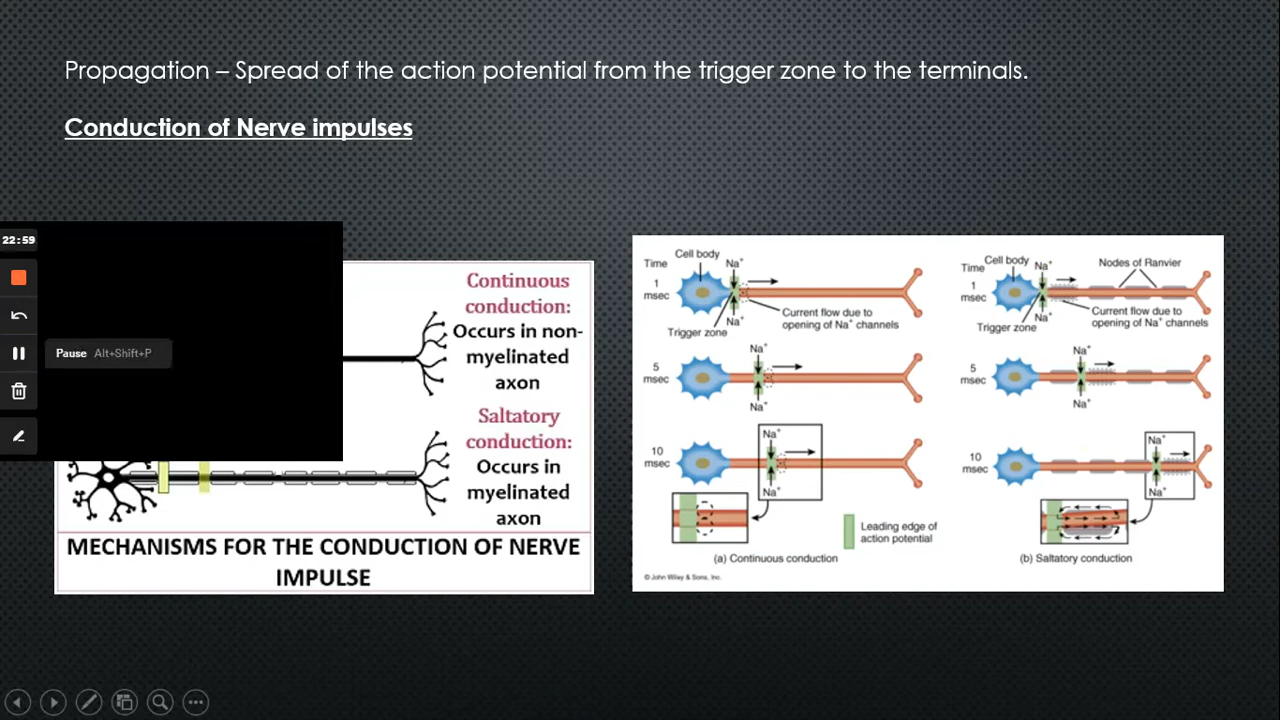 Propagation – Spread of the action potential from the trigger zone to the terminals.
Conduction of Nerve impulses
22:59
Pause Alt+Shift+P
Continuous
conduction:
Occurs in non-
myelinated
axon
Saltatory
conduction:
Occurs in
myelinated
axon
MECHANISMS FOR THE CONDUCTION OF NERVE
IMPULSE
Cell body
Time
Na⁺
1
msec
Na⁺
Trigger zone
Current flow due to
opening of Na⁺ channels
5
msec
Na⁺
Na⁺
10
msec
Na⁺
Na⁺
Leading edge of
action potential
(a) Continuous conduction
© John Wiley & Sons, Inc.
Cell body
Time
Na⁺
Nodes of Ranvier
1
msec
Na⁺
Trigger zone
Current flow due to
opening of Na⁺ channels
5
msec
Na⁺
Na⁺
10
msec
Na⁺
Na⁺
(b) Saltatory conduction